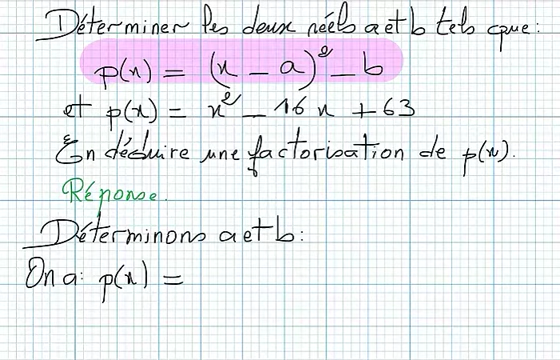 Déterminer les deux réels a et b tels que:
p(x) = (x - a)² - b
et p(x) = x² - 16x + 63
En déduire une factorisation de p(x).
Réponse.
Déterminons a et b:
On a: p(x) =